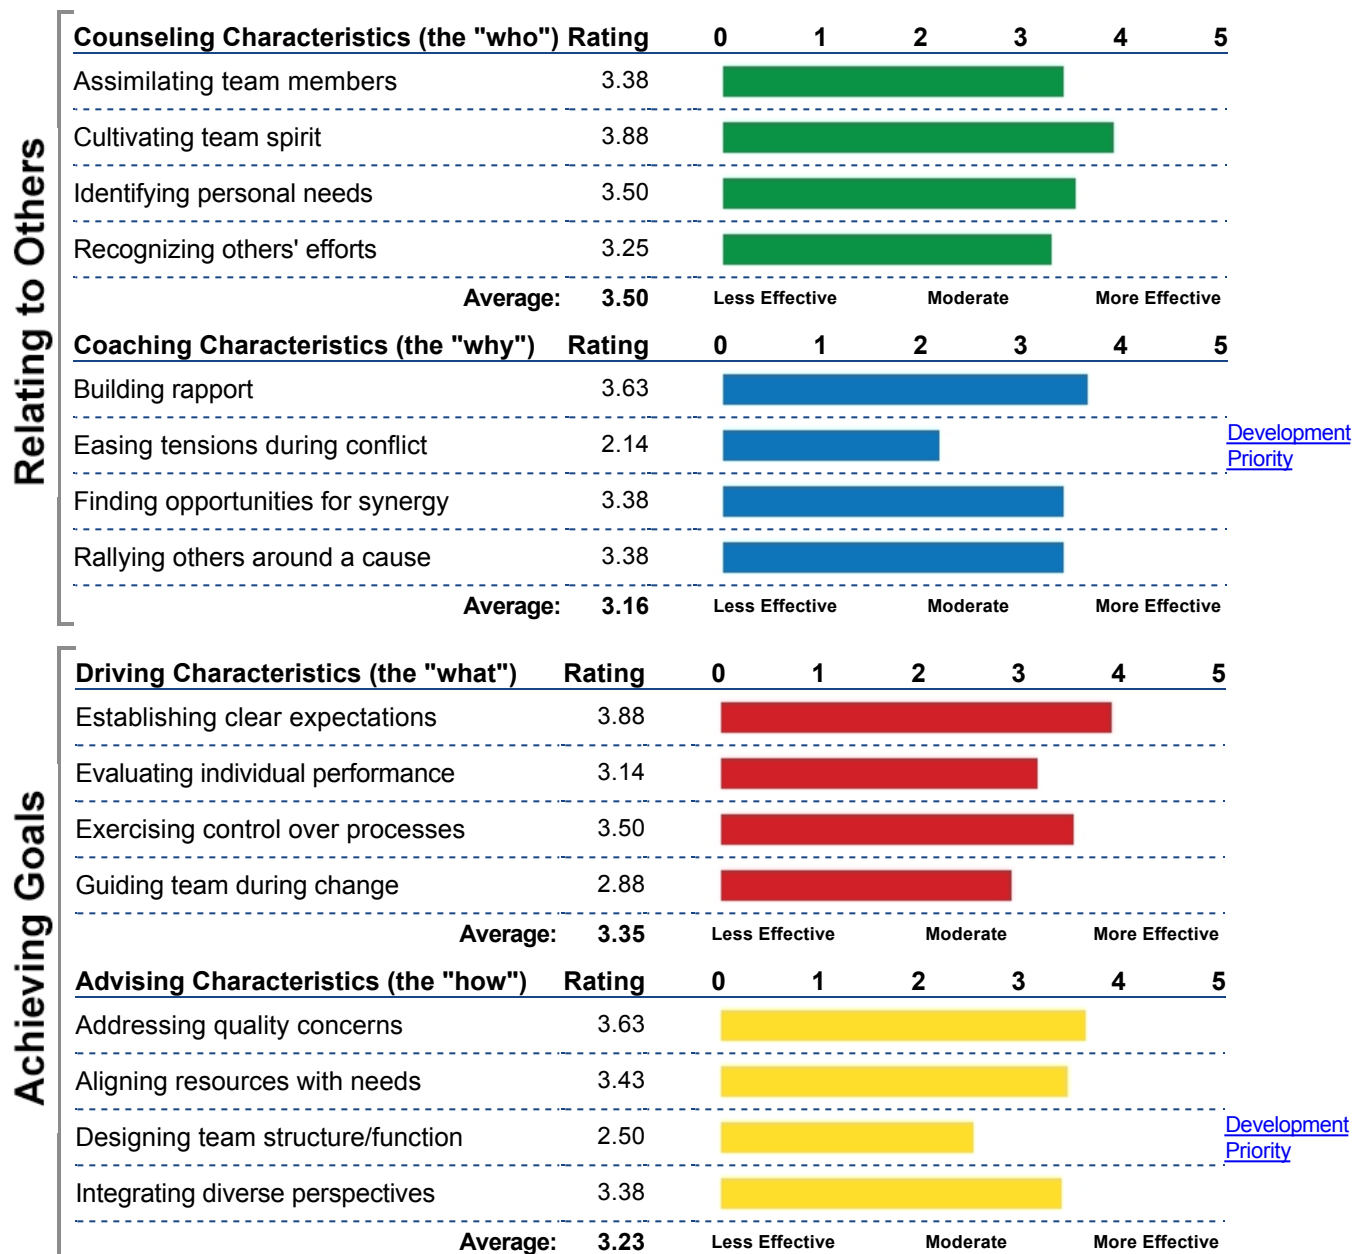 Relating to Others
Counseling Characteristics (the "who") Rating 0 1 2 3 4 5
Assimilating team members 3.38
Cultivating team spirit 3.88
Identifying personal needs 3.50
Recognizing others' efforts 3.25
Average: 3.50 Less Effective Moderate More Effective
Coaching Characteristics (the "why") Rating 0 1 2 3 4 5
Building rapport 3.63
Easing tensions during conflict 2.14 Development
Priority
Finding opportunities for synergy 3.38
Rallying others around a cause 3.38
Average: 3.16 Less Effective Moderate More Effective
Achieving Goals
Driving Characteristics (the "what") Rating 0 1 2 3 4 5
Establishing clear expectations 3.88
Evaluating individual performance 3.14
Exercising control over processes 3.50
Guiding team during change 2.88
Average: 3.35 Less Effective Moderate More Effective
Advising Characteristics (the "how") Rating 0 1 2 3 4 5
Addressing quality concerns 3.63
Aligning resources with needs 3.43
Designing team structure/function 2.50 Development
Priority
Integrating diverse perspectives 3.38
Average: 3.23 Less Effective Moderate More Effective